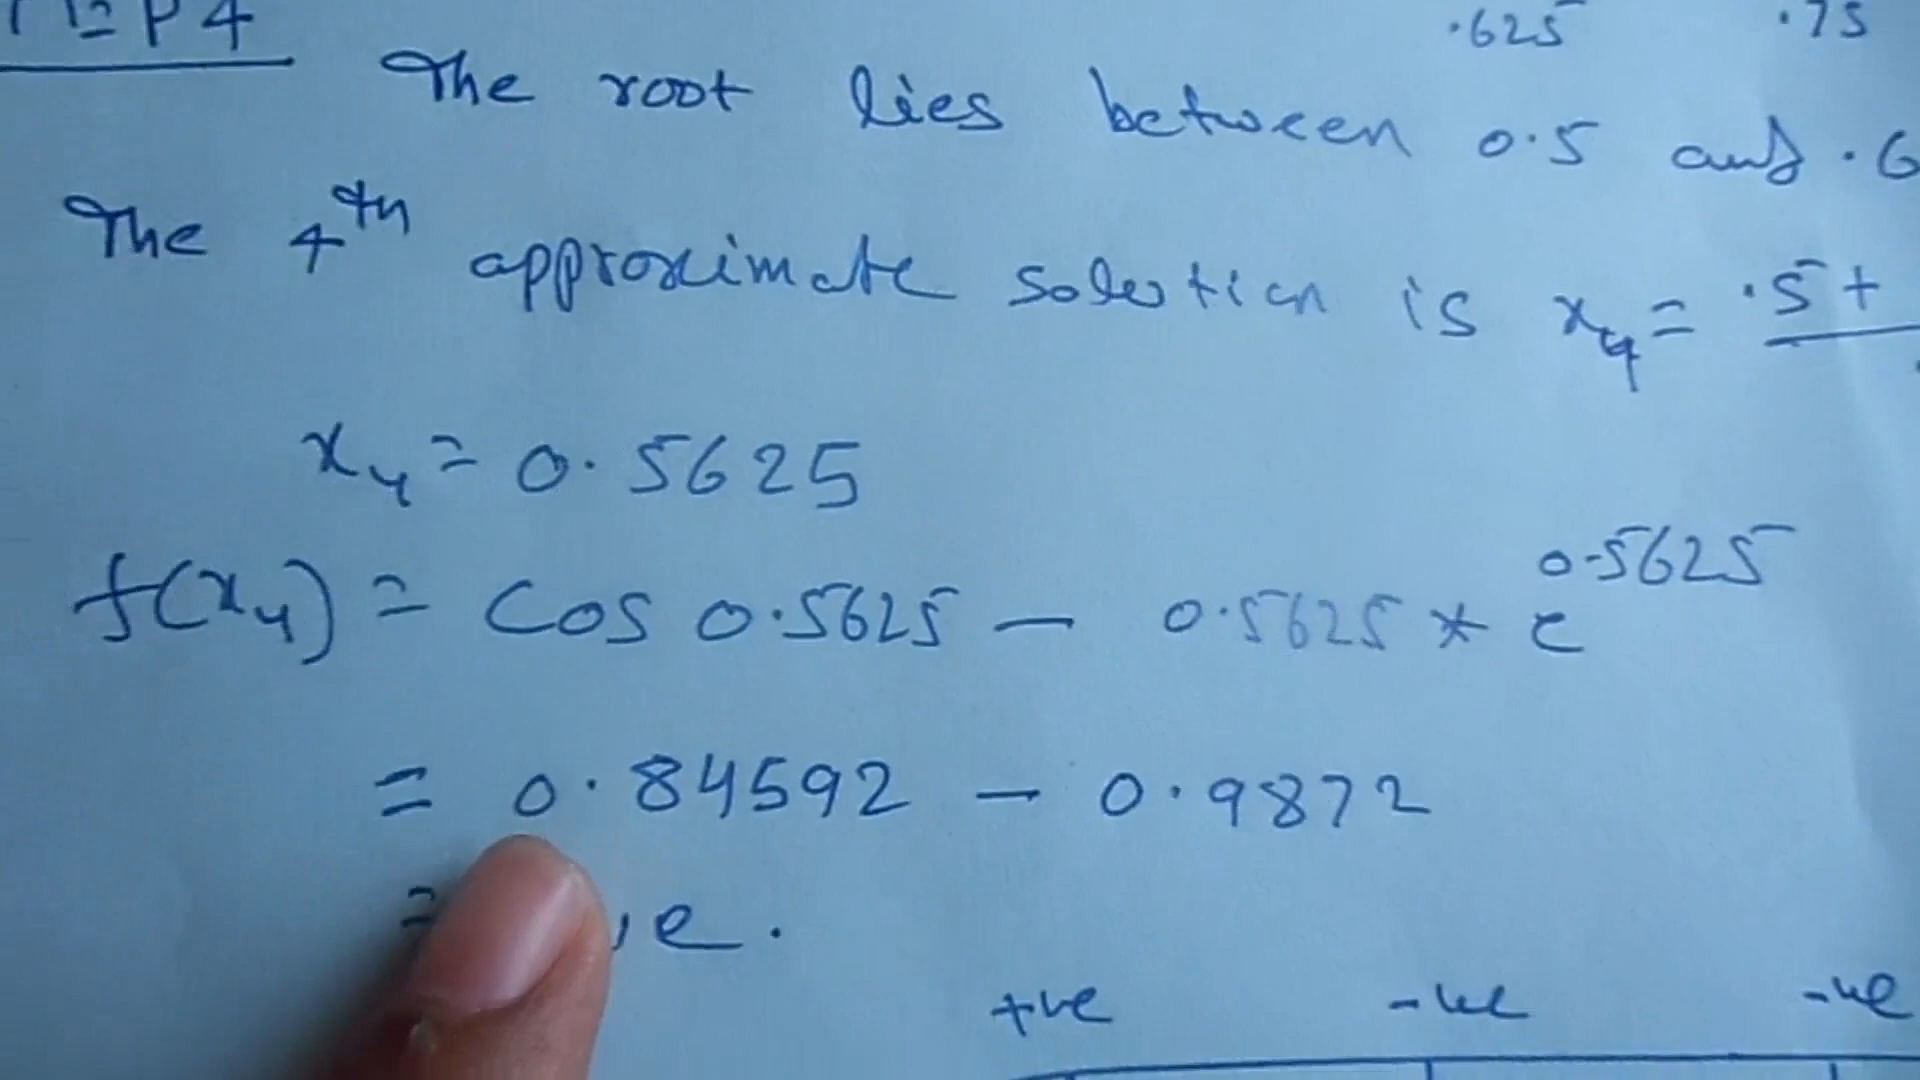 .625 .75
The root lies between 0.5 and .6
The 4th approximate solution is x4 = .5 +
x4 = 0.5625
f(x4) = Cos 0.5625 - 0.5625 * e^0.5625
= 0.84592 - 0.9872
= ve.
+ve -ve -ve